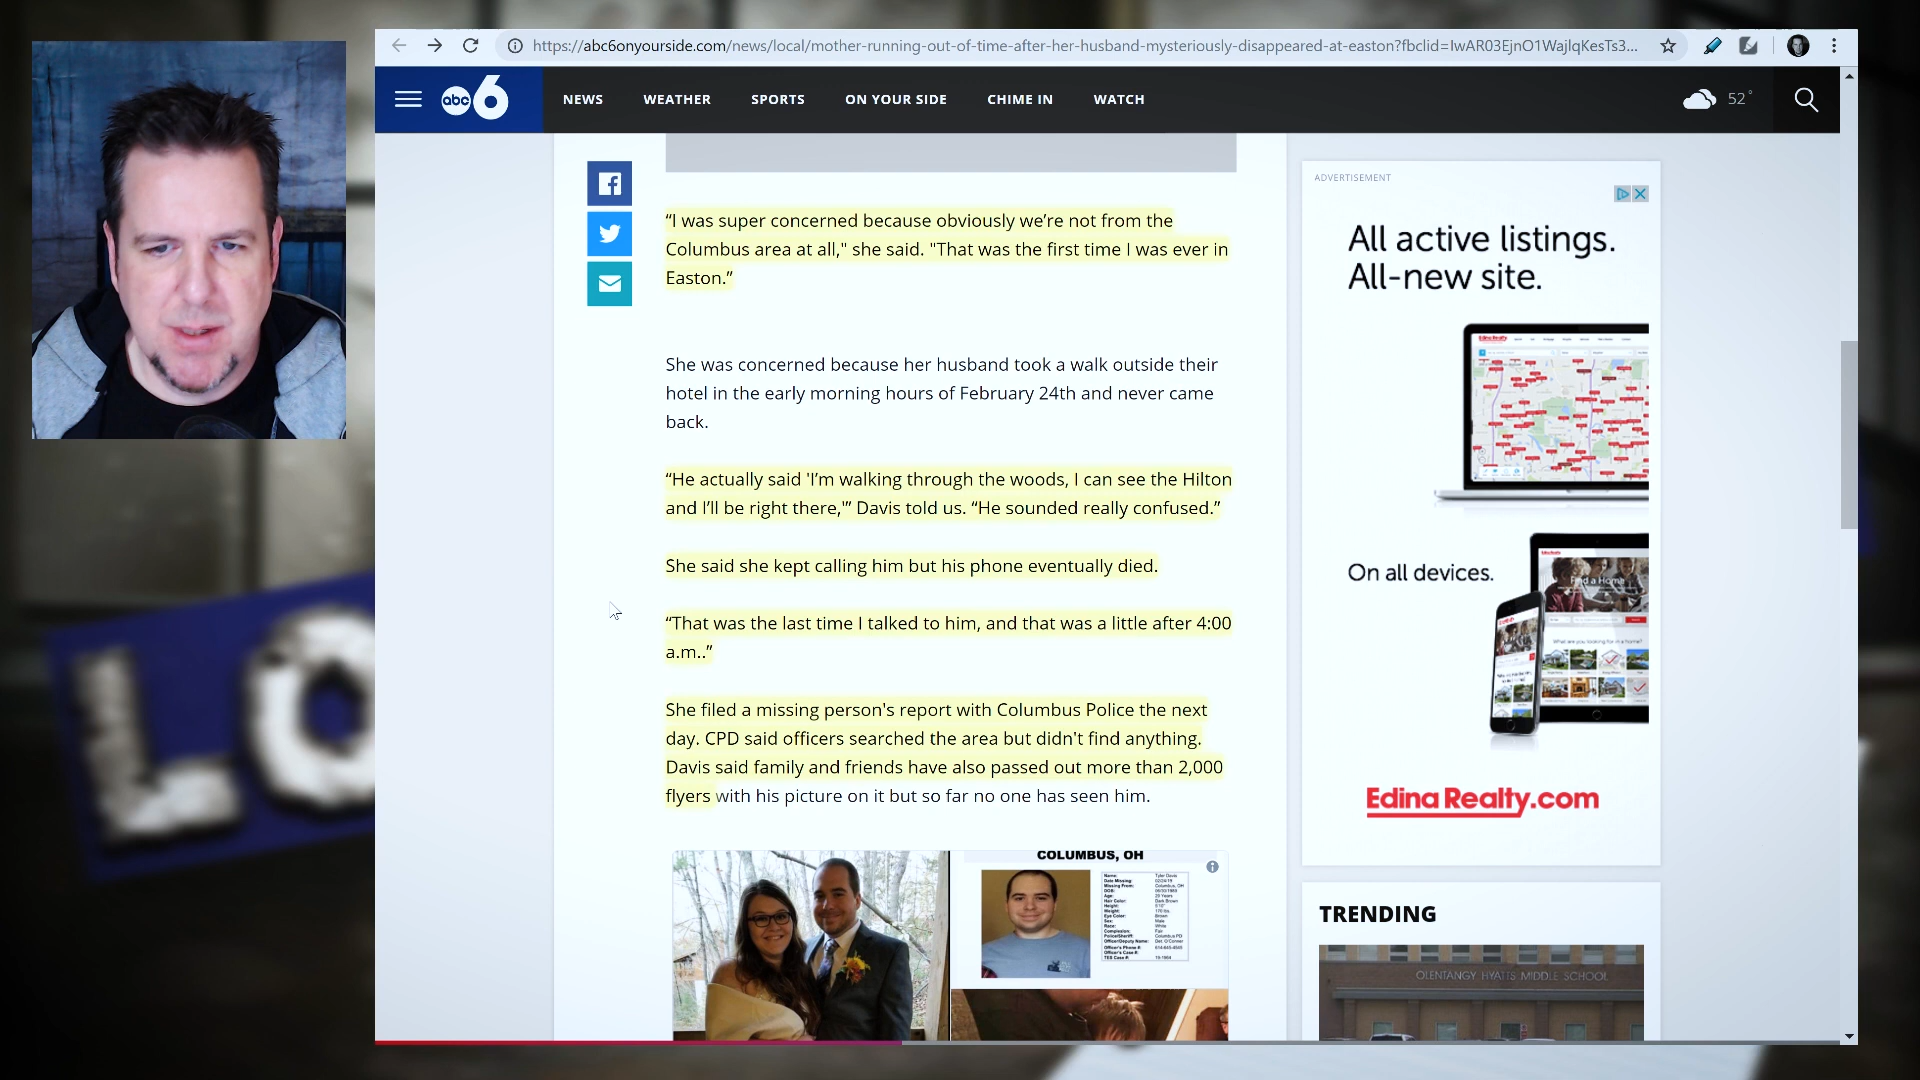 https://abc6onyourside.com/news/local/mother-running-out-of-time-after-her-husband-mysteriously-disappeared-at-easton?fbclid=IwAR03EjnO1WajlqKesTs3...
abc 6
NEWS
WEATHER
SPORTS
ON YOUR SIDE
CHIME IN
WATCH
52°
“I was super concerned because obviously we’re not from the
Columbus area at all," she said. "That was the first time I was ever in
Easton.”
She was concerned because her husband took a walk outside their
hotel in the early morning hours of February 24th and never came
back.
“He actually said 'I’m walking through the woods, I can see the Hilton
and I’ll be right there,'” Davis told us. “He sounded really confused.”
She said she kept calling him but his phone eventually died.
“That was the last time I talked to him, and that was a little after 4:00
a.m..”
She filed a missing person's report with Columbus Police the next
day. CPD said officers searched the area but didn't find anything.
Davis said family and friends have also passed out more than 2,000
flyers with his picture on it but so far no one has seen him.
COLUMBUS, OH
ADVERTISEMENT
All active listings.
All-new site.
On all devices.
Find a Home
Edina Realty.com
TRENDING
OLENTANGY HYATTS MIDDLE SCHOOL
LO